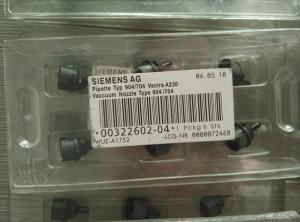 SIEMENS AG
06.05.10
Pipette Typ 904/704 Vectra A230
Vaccuum Nozzle Type 904/704
*00322602-04*
1 Pckg 6 Stk
WUE-A1752
-LOS-NR 0000072468